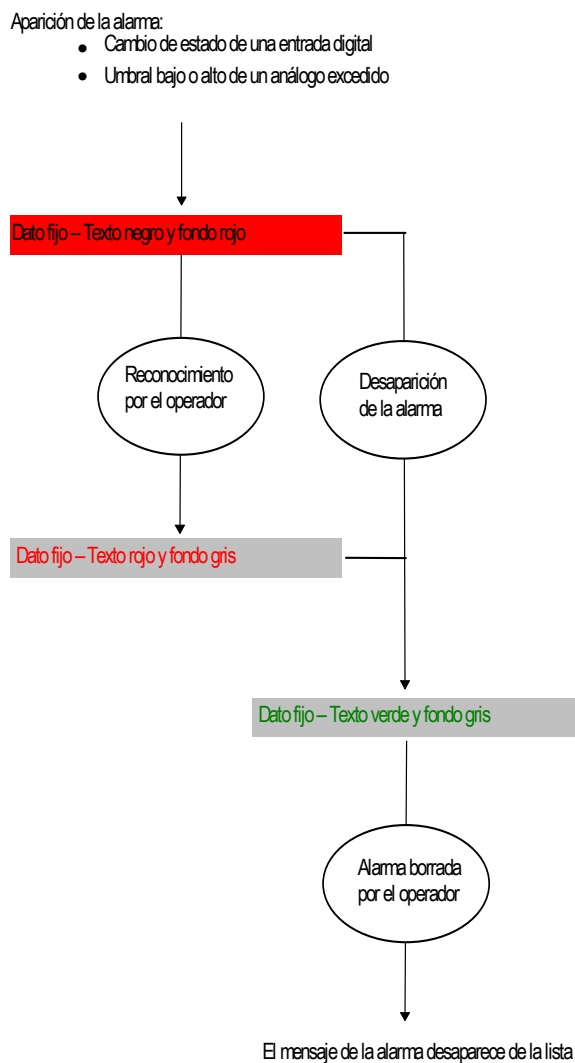 Aparición de la alarma:
• Cambio de estado de una entrada digital
• Umbral bajo o alto de un análogo excedido
Dato fijo – Texto negro y fondo rojo
Reconocimiento
por el operador
Desaparición
de la alarma
Dato fijo – Texto rojo y fondo gris
Dato fijo – Texto verde y fondo gris
Alarma borrada
por el operador
El mensaje de la alarma desaparece de la lista